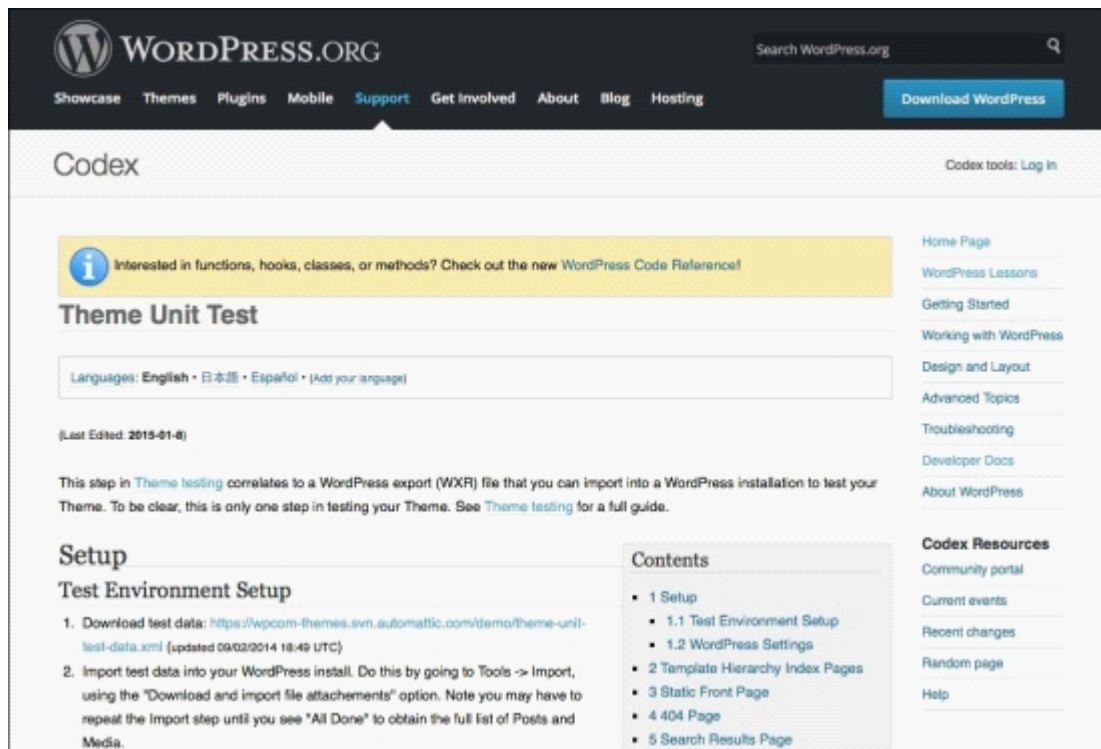 WORDPRESS.ORG
Search WordPress.org
Showcase Themes Plugins Mobile Support Get Involved About Blog Hosting
Download WordPress
Codex
Codex tools: Log in
Interested in functions, hooks, classes, or methods? Check out the new WordPress Code Reference!
Theme Unit Test
Languages: English • 日本語 • Español • (Add your language)
(Last Edited: 2015-01-8)
This step in Theme testing correlates to a WordPress export (WXR) file that you can import into a WordPress installation to test your
Theme. To be clear, this is only one step in testing your Theme. See Theme testing for a full guide.
Setup
Test Environment Setup
1. Download test data: https://wpcom-themes.svn.automattic.com/demo/theme-unit-
test-data.xml (updated 09/02/2014 18:49 UTC)
2. Import test data into your WordPress install. Do this by going to Tools -> Import,
using the "Download and import file attachements" option. Note you may have to
repeat the Import step until you see "All Done" to obtain the full list of Posts and
Media.
Contents
1 Setup
1.1 Test Environment Setup
1.2 WordPress Settings
2 Template Hierarchy Index Pages
3 Static Front Page
4 404 Page
5 Search Results Page
Home Page
WordPress Lessons
Getting Started
Working with WordPress
Design and Layout
Advanced Topics
Troubleshooting
Developer Docs
About WordPress
Codex Resources
Community portal
Current events
Recent changes
Random page
Help